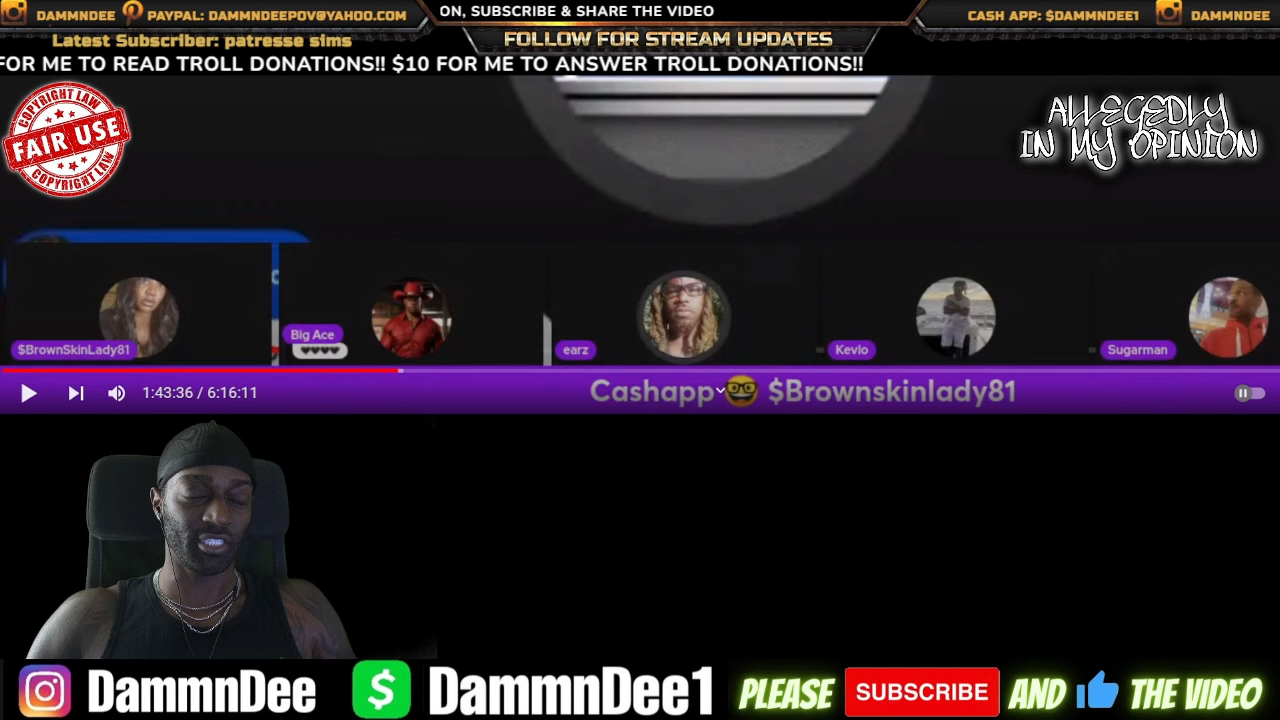 DAMMNDEE PAYPAL: DAMMNDEEPOV@YAHOO.COM
ON, SUBSCRIBE & SHARE THE VIDEO
CASH APP: $DAMMNDEE1 DAMMNDEE
Latest Subscriber: patresse sims
FOLLOW FOR STREAM UPDATES
FOR ME TO READ TROLL DONATIONS!! $10 FOR ME TO ANSWER TROLL DONATIONS!!
COPYRIGHT LAW
FAIR USE
COPYRIGHT LAW
ALLEGEDLY
IN MY OPINION
$BrownSkinLady81
Big Ace
earz
Kevlo
Sugarman
1:43:36 / 6:16:11
Cashapp $Brownskinlady81
DammnDee
$ DammnDee1
PLEASE SUBSCRIBE AND THE VIDEO